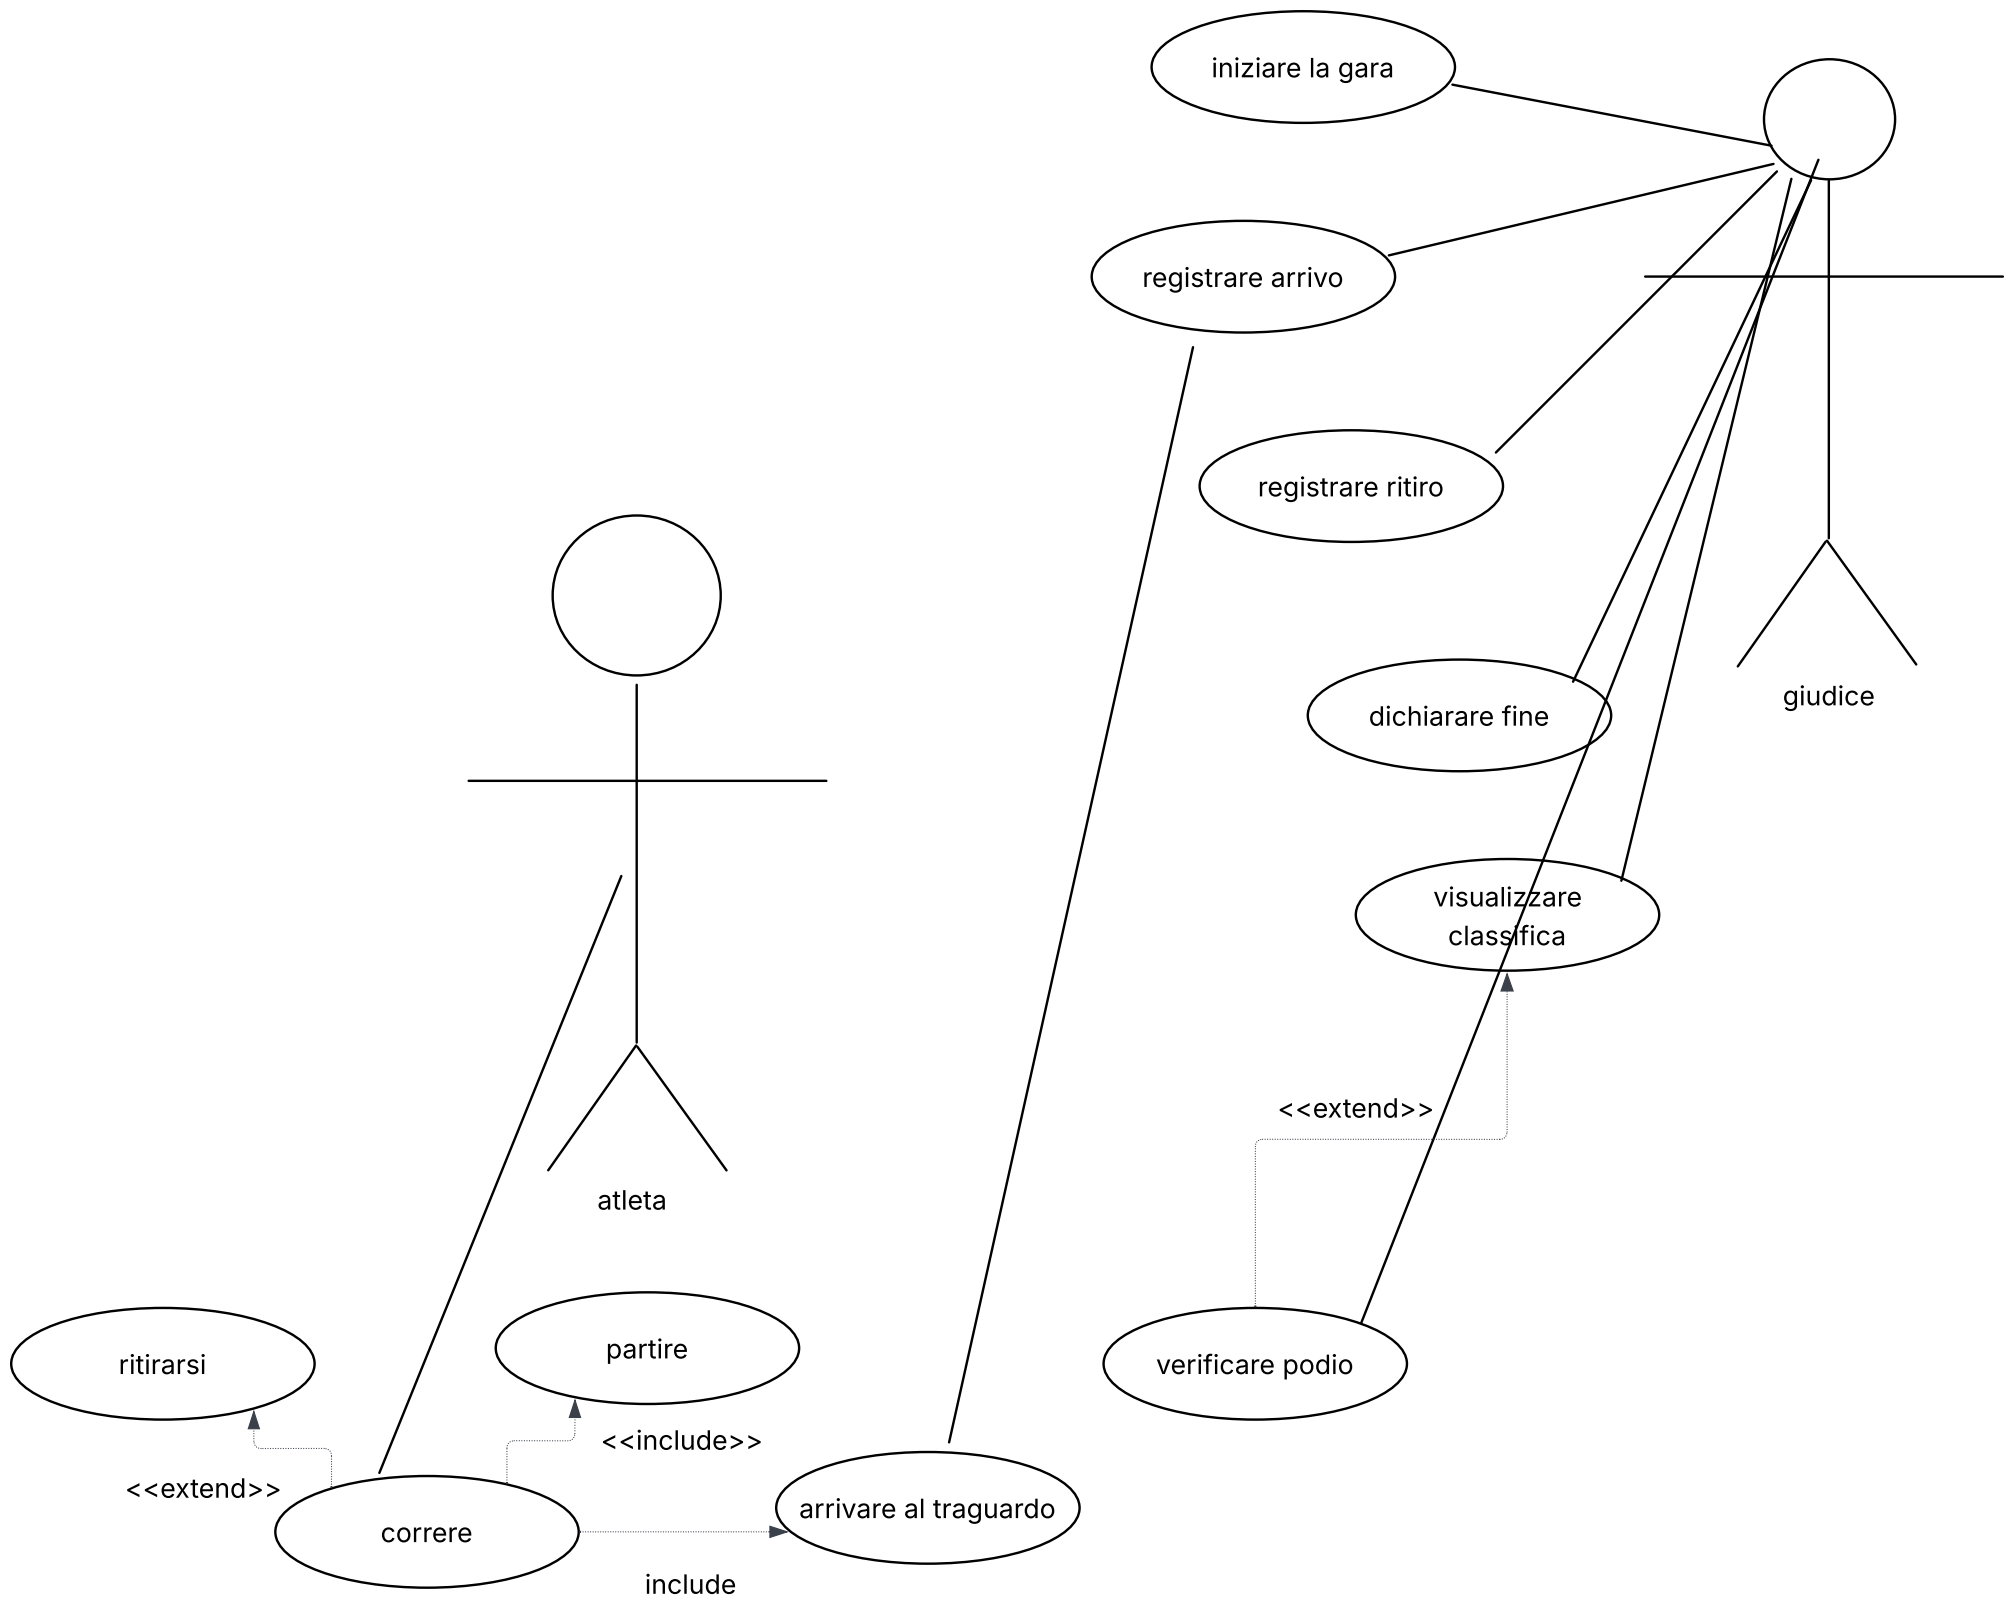 iniziare la gara
registrare arrivo
registrare ritiro
giudice
dichiarare fine
visualizzare
classifica
<<extend>>
atleta
ritirarsi
partire
verificare podio
<<include>>
<<extend>>
correre
arrivare al traguardo
include